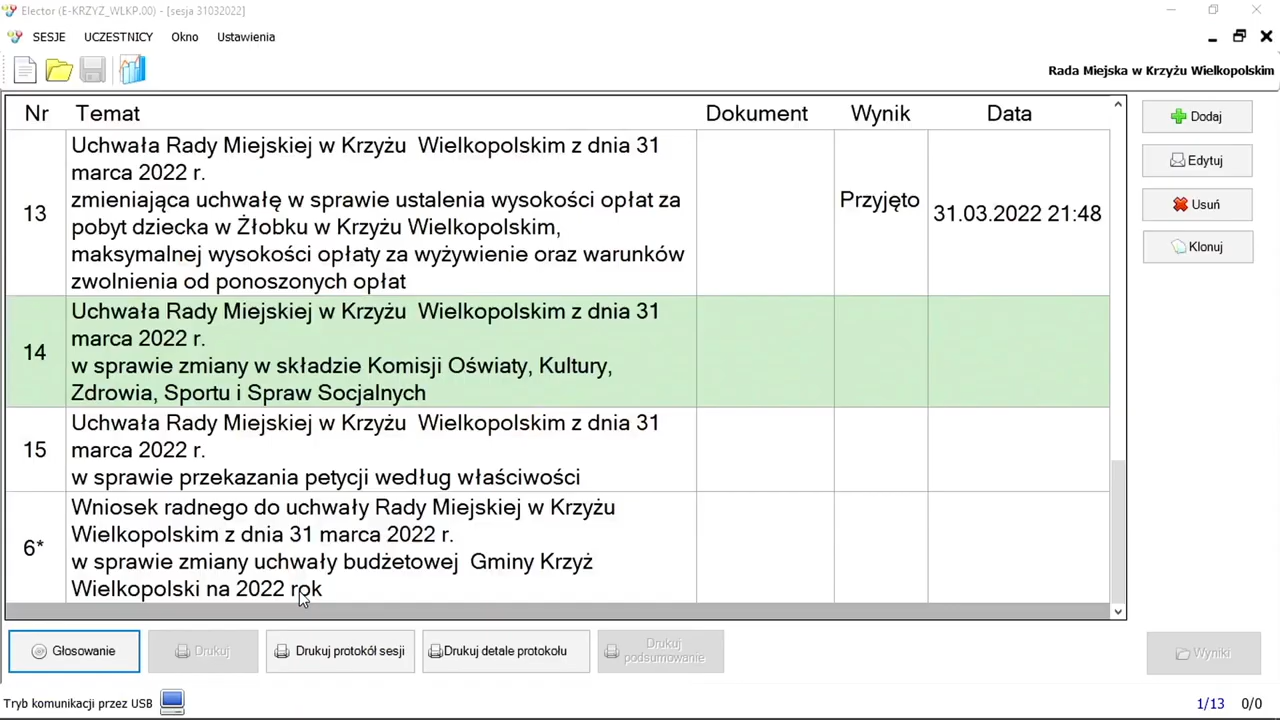 Elector (E-KRZYZ_WLKP.00) - [sesja 31032022]
SESJE UCZESTNICY Okno Ustawienia
Rada Miejska w Krzyżu Wielkopolskim
Nr Temat Dokument Wynik Data
13
Uchwała Rady Miejskiej w Krzyżu Wielkopolskim z dnia 31
marca 2022 r.
zmieniająca uchwałę w sprawie ustalenia wysokości opłat za
pobyt dziecka w Żłobku w Krzyżu Wielkopolskim,
maksymalnej wysokości opłaty za wyżywienie oraz warunków
zwolnienia od ponoszonych opłat
Przyjęto
31.03.2022 21:48
14
Uchwała Rady Miejskiej w Krzyżu Wielkopolskim z dnia 31
marca 2022 r.
w sprawie zmiany w składzie Komisji Oświaty, Kultury,
Zdrowia, Sportu i Spraw Socjalnych
15
Uchwała Rady Miejskiej w Krzyżu Wielkopolskim z dnia 31
marca 2022 r.
w sprawie przekazania petycji według właściwości
6*
Wniosek radnego do uchwały Rady Miejskiej w Krzyżu
Wielkopolskim z dnia 31 marca 2022 r.
w sprawie zmiany uchwały budżetowej Gminy Krzyż
Wielkopolski na 2022 rok
Dodaj
Edytuj
Usuń
Klonuj
Głosowanie
Drukuj
Drukuj protokół sesji
Drukuj detale protokołu
Drukuj
podsumowanie
Wyniki
Tryb komunikacji przez USB
1/13 0/0